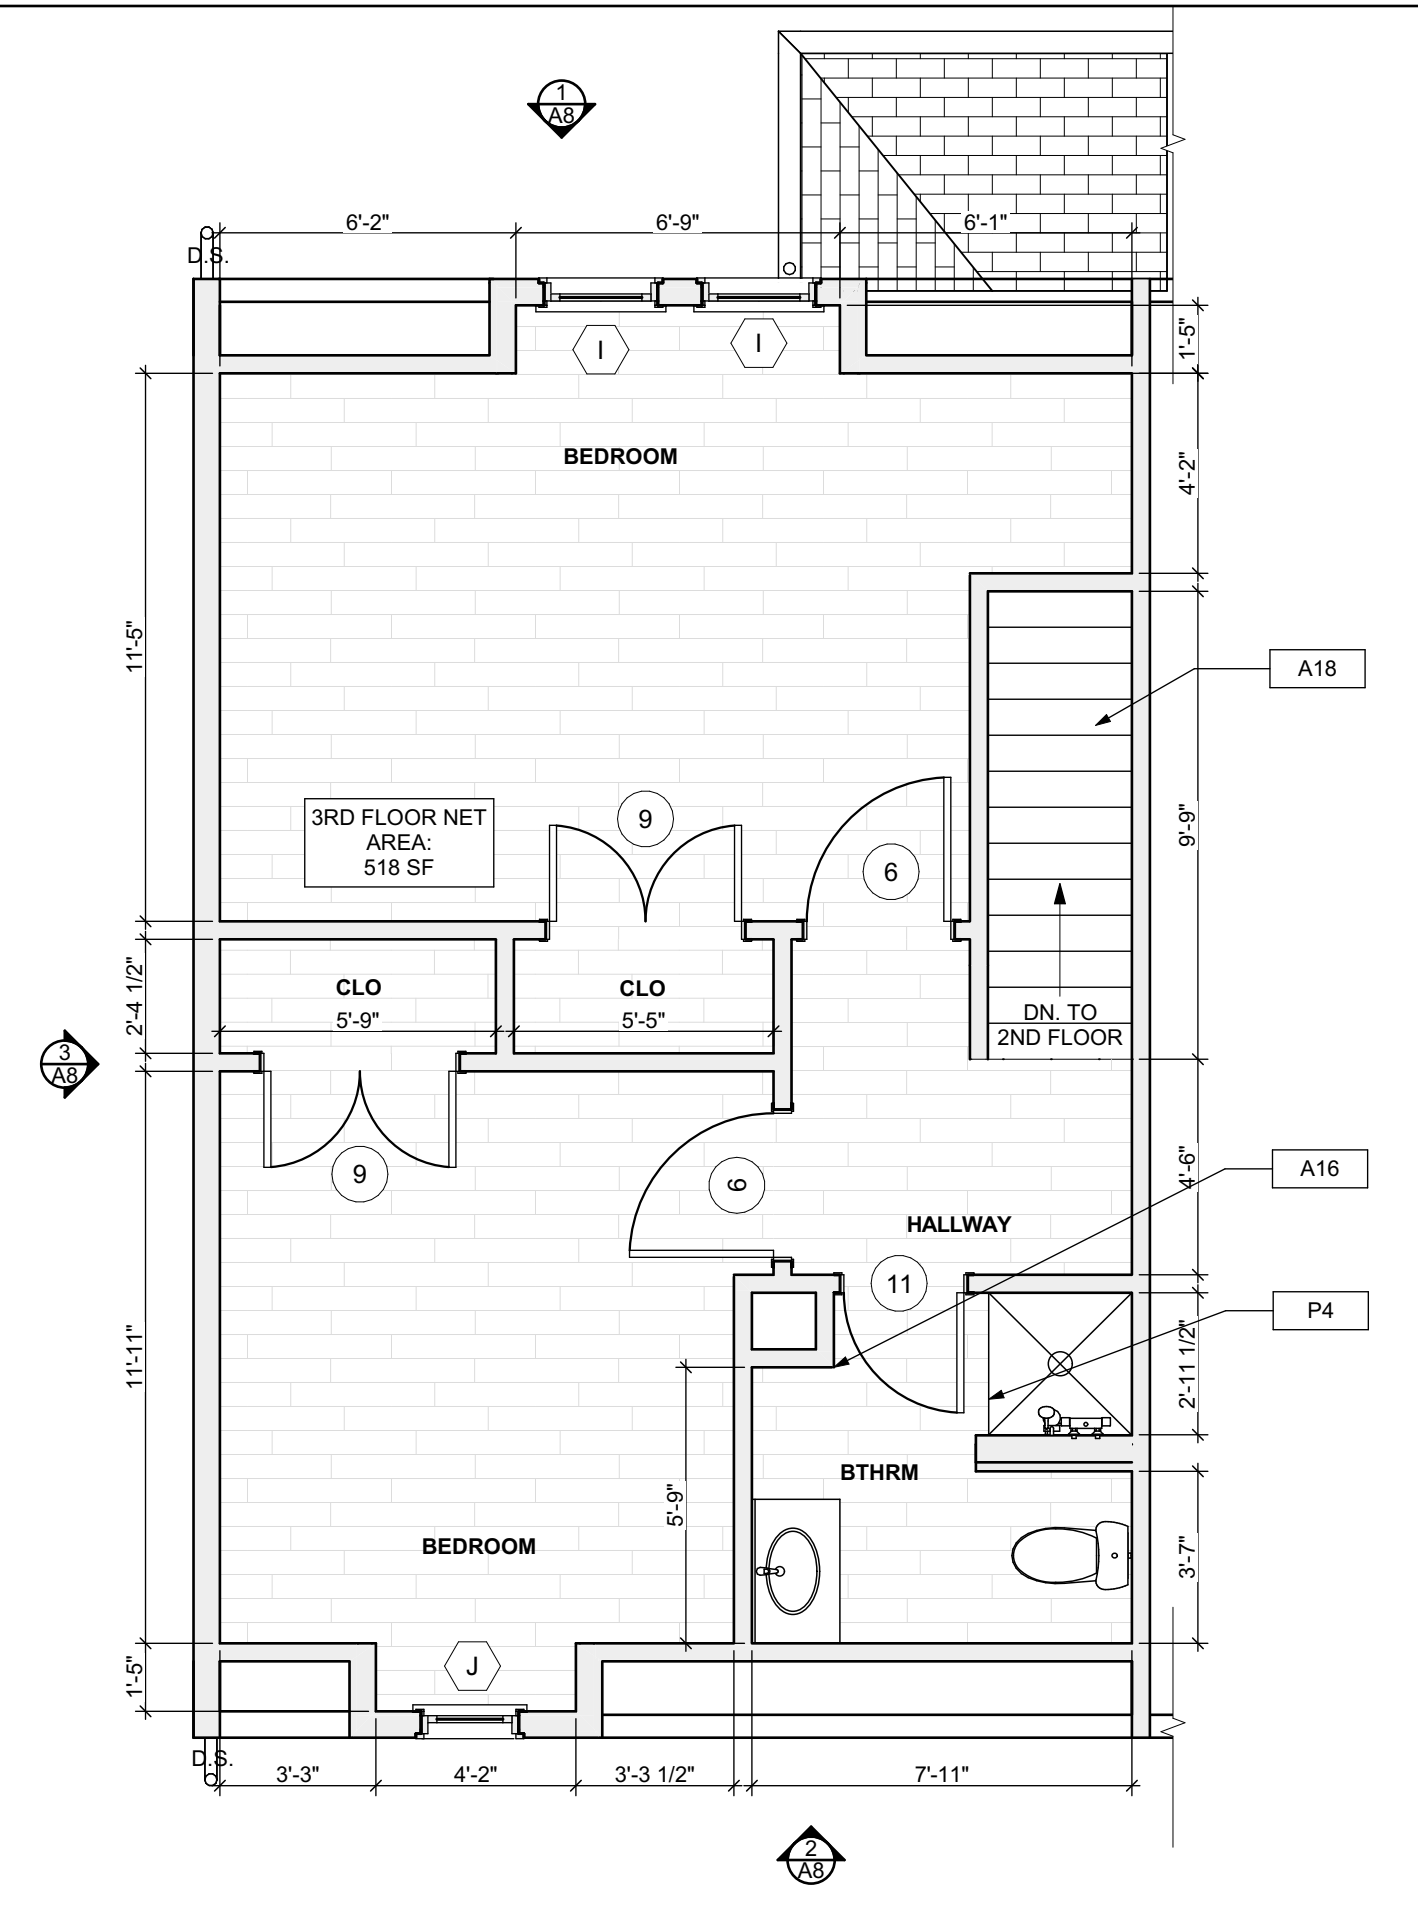 1
A8
6'-2"
6'-9"
6'-1"
D.S.
1'-5"
I
I
BEDROOM
4'-2"
11'-5"
A18
3RD FLOOR NET
AREA:
518 SF
9
6
9'-9"
CLO
5'-9"
CLO
5'-5"
2'-4 1/2"
DN. TO
2ND FLOOR
3
A8
9
6
4'-6"
A16
HALLWAY
11
P4
2'-11 1/2"
11'-11"
BTHRM
5'-9"
BEDROOM
3'-7"
J
1'-5"
D.S.
3'-3"
4'-2"
3'-3 1/2"
7'-11"
2
A8